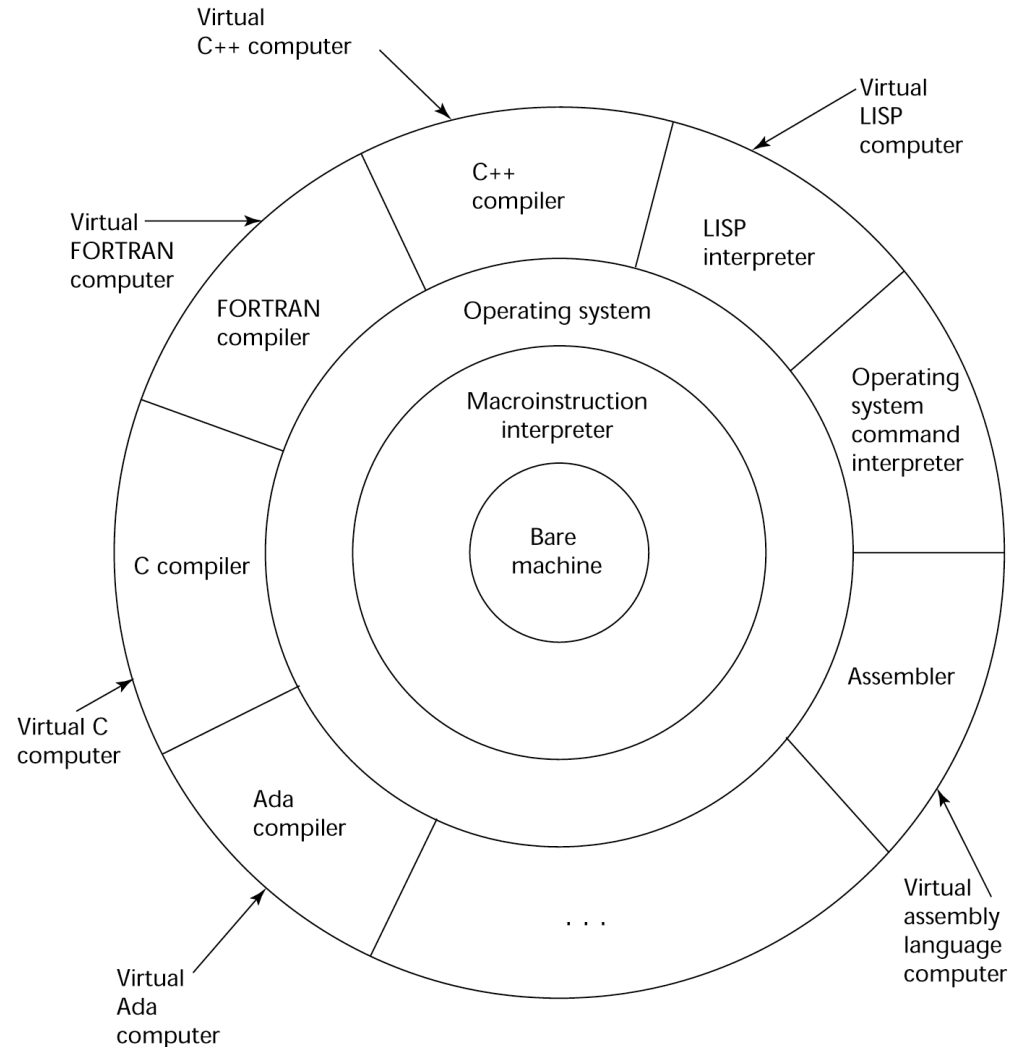 Virtual
C++ computer
Virtual
LISP
computer
C++
compiler
Virtual
FORTRAN
computer
LISP
interpreter
FORTRAN
compiler
Operating system
Operating
system
command
interpreter
Macroinstruction
interpreter
Bare
machine
C compiler
Assembler
Virtual C
computer
Ada
compiler
Virtual
assembly
language
computer
. . .
Virtual
Ada
computer